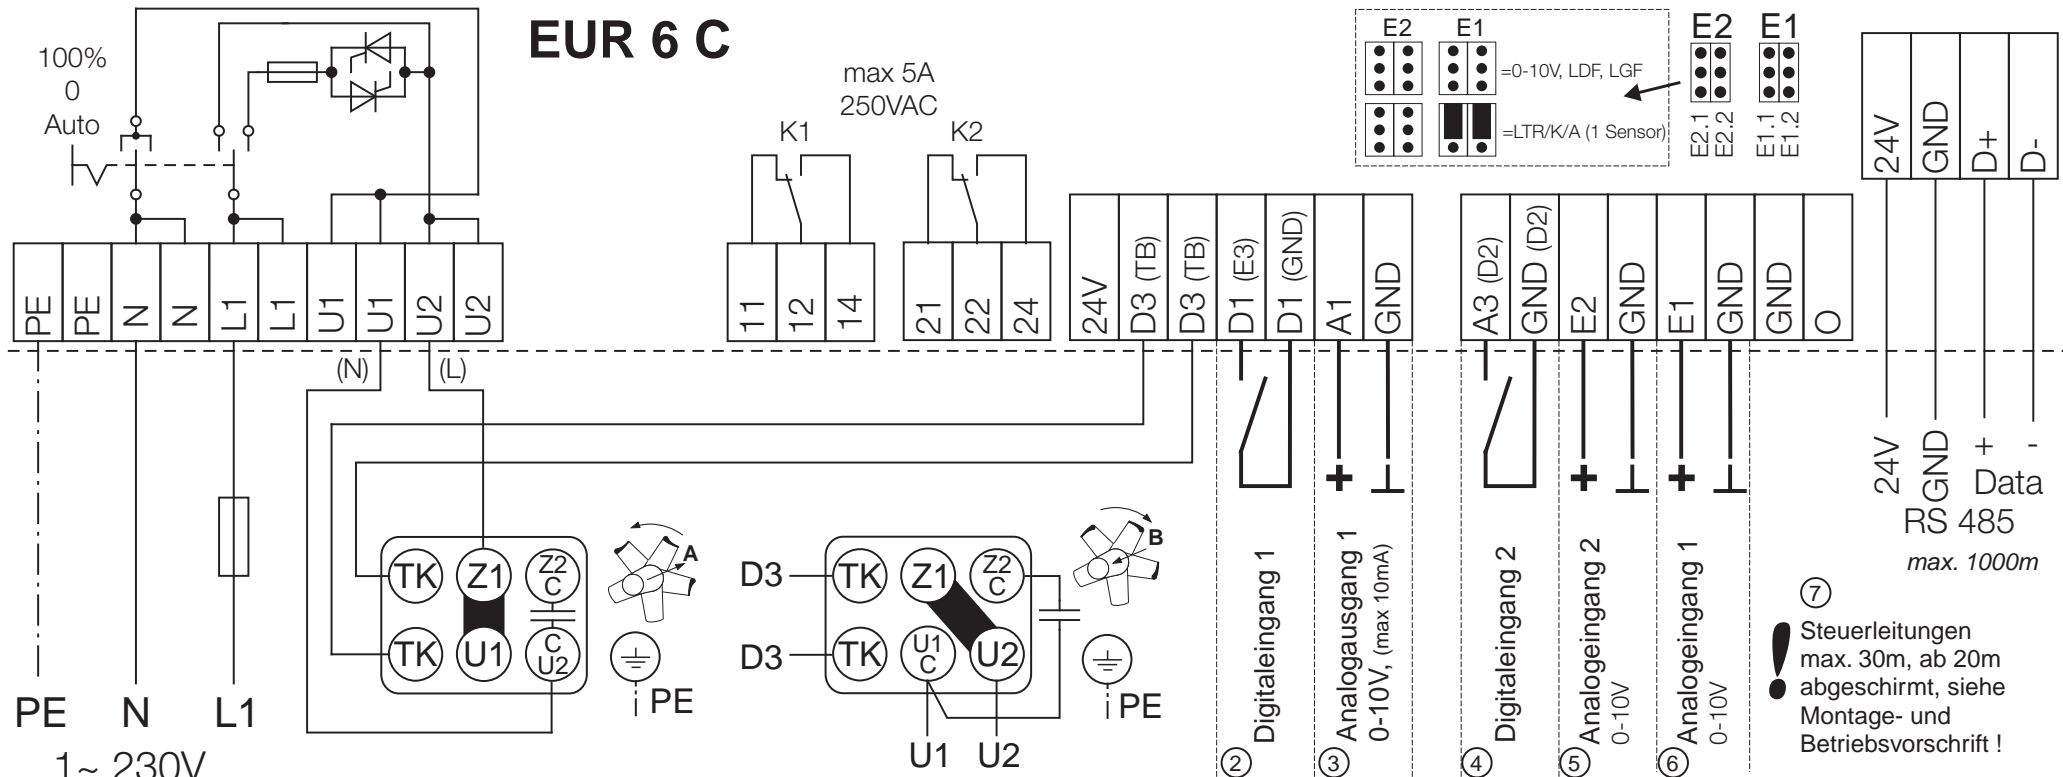 EUR 6 C
100%
0
Auto
max 5A
250VAC
K1
K2
E2
E1
=0-10V, LDF, LGF
=LTR/K/A (1 Sensor)
E2
E1
E2.1
E2.2
E1.1
E1.2
24V
GND
D+
D-
PE
PE
N
N
L1
L1
U1
U1
U2
U2
11
12
14
21
22
24
24V
D3 (TB)
D3 (TB)
D1 (E3)
D1 (GND)
A1
GND
A3 (D2)
GND (D2)
E2
GND
E1
GND
GND
O
(N)
(L)
24V
GND
+
-
Data
RS 485
max. 1000m
TK
Z1
Z2
C
TK
U1
C
U2
A
PE
D3
TK
Z1
Z2
C
D3
TK
U1
C
U2
B
PE
U1
U2
PE
N
L1
1~ 230V
Digitaleingang 1
2
Analogausgang 1
0-10V, (max 10mA)
3
Digitaleingang 2
4
Analogeingang 2
0-10V
5
Analogeingang 1
0-10V
6
7
Steuerleitungen
max. 30m, ab 20m
abgeschirmt, siehe
Montage- und
Betriebsvorschrift !